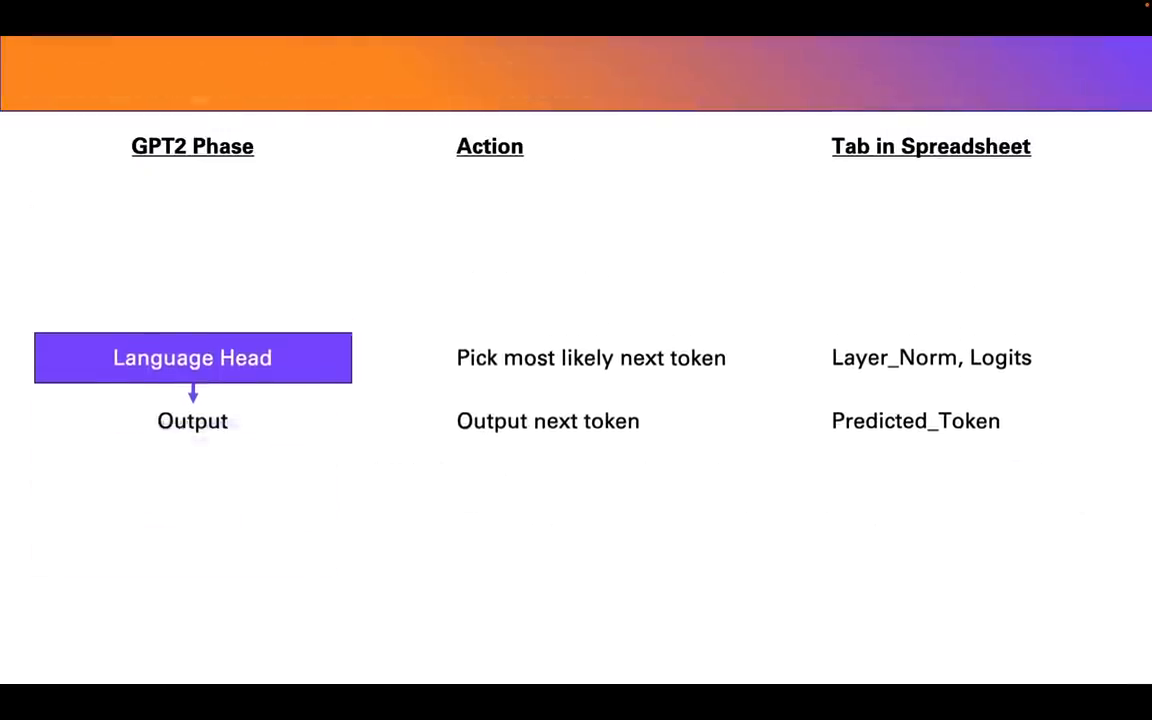 GPT2 Phase Action Tab in Spreadsheet
Language Head Pick most likely next token Layer_Norm, Logits
Output Output next token Predicted_Token